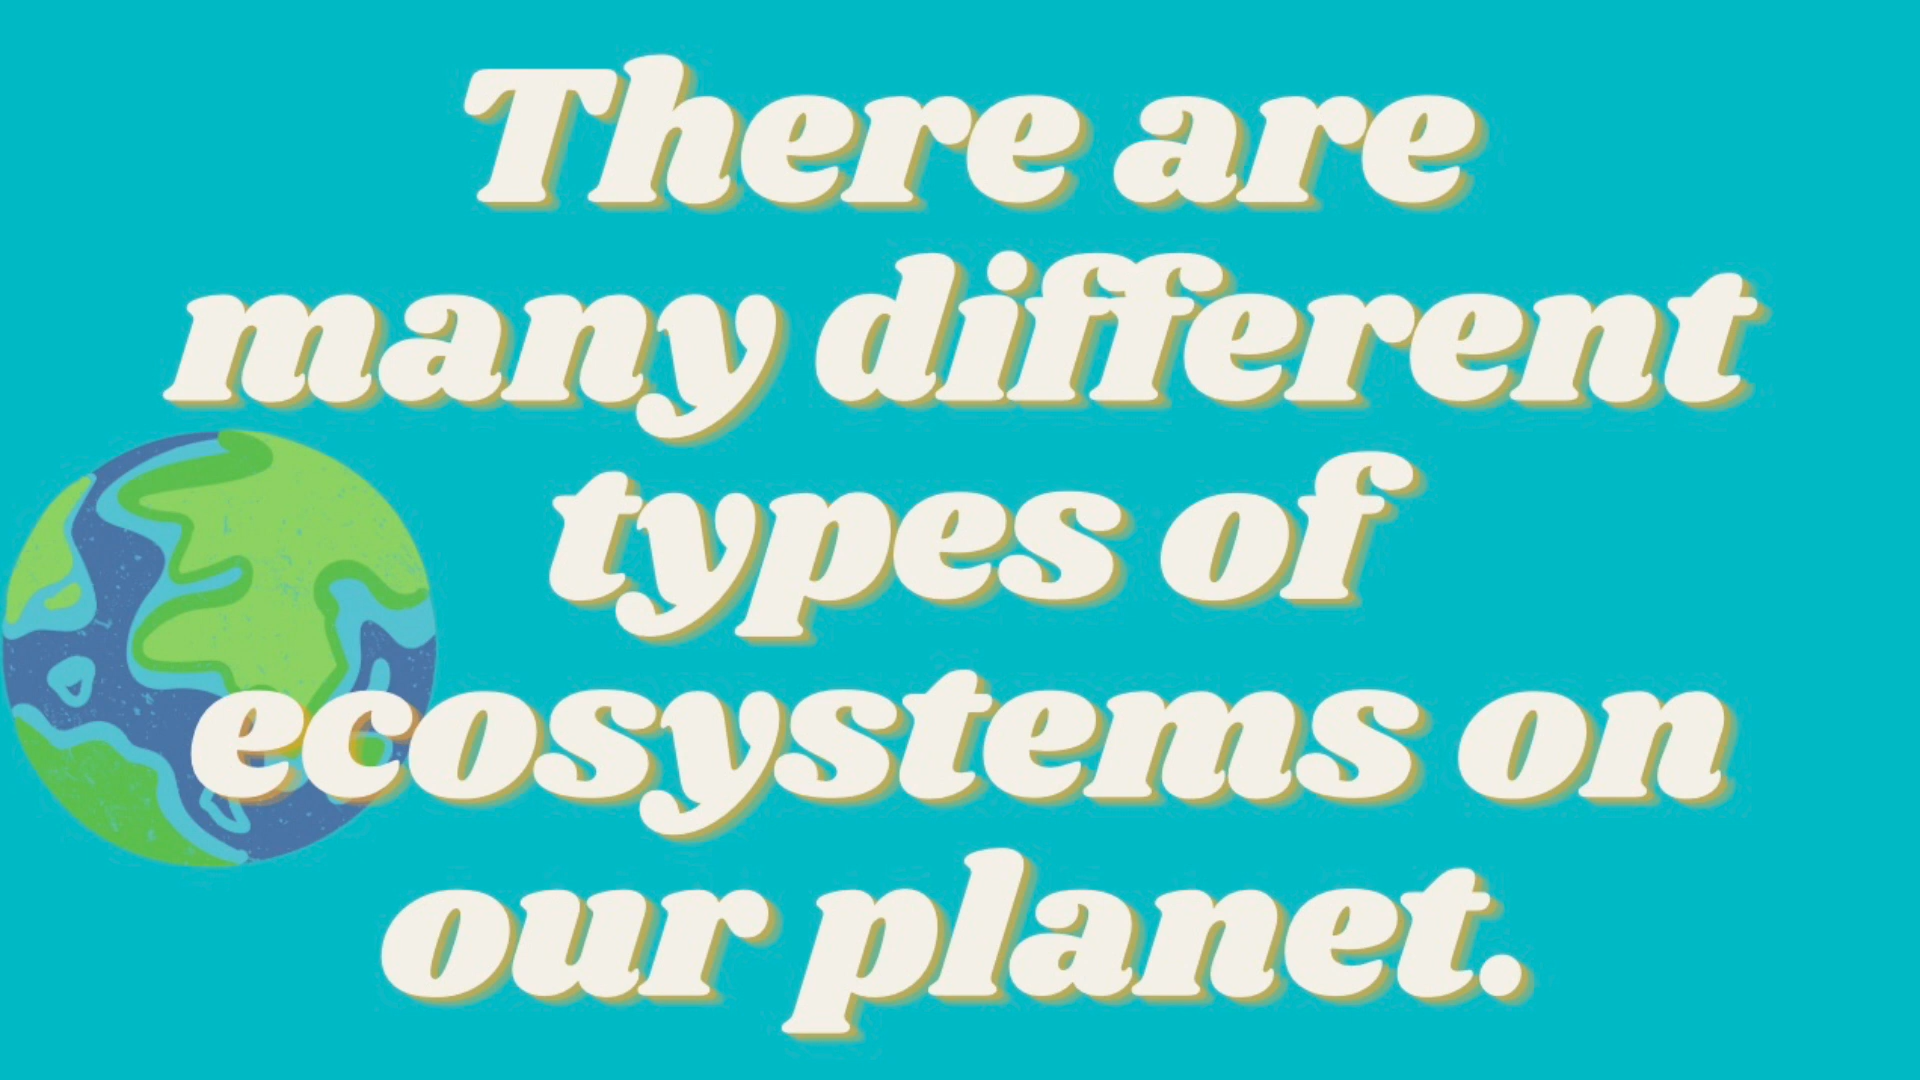 There are
many different
types of
ecosystems on
our planet.